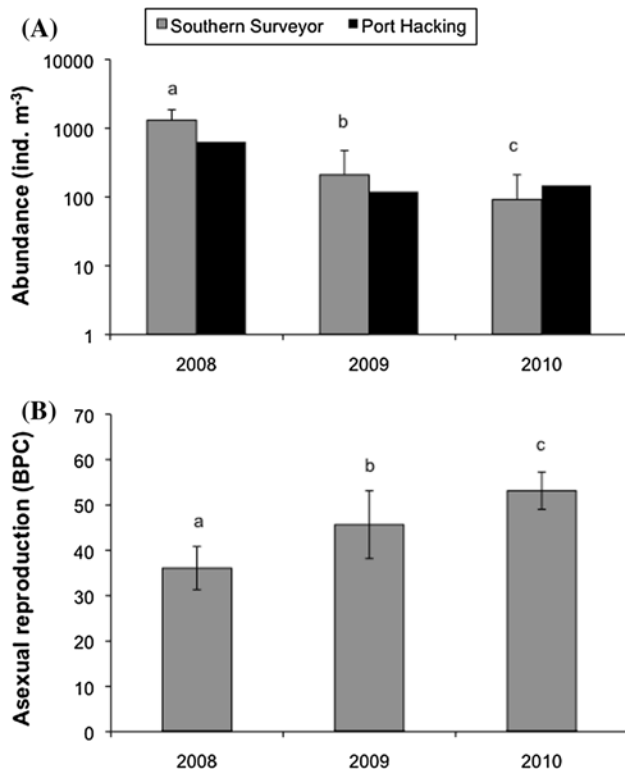 Southern Surveyor Port Hacking
(A)
Abundance (ind. m⁻³)
10000
1000
100
10
1
a
b
c
2008 2009 2010
(B)
Asexual reproduction (BPC)
70
60
50
40
30
20
10
0
a
b
c
2008 2009 2010